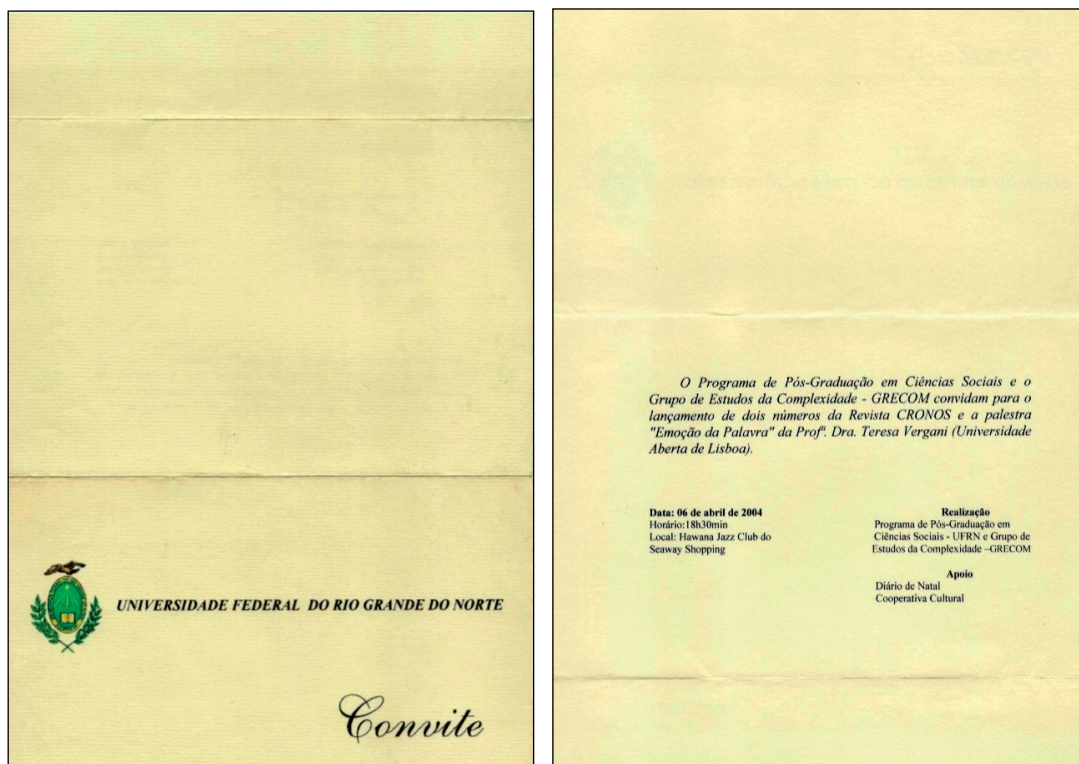 UNIVERSIDADE FEDERAL DO RIO GRANDE DO NORTE
Convite
O Programa de Pós-Graduação em Ciências Sociais e o
Grupo de Estudos da Complexidade - GRECOM convidam para o
lançamento de dois números da Revista CRONOS e a palestra
"Emoção da Palavra" da Profª. Dra. Teresa Vergani (Universidade
Aberta de Lisboa).
Data: 06 de abril de 2004
Horário:18h30min
Local: Hawana Jazz Club do
Seaway Shopping
Realização
Programa de Pós-Graduação em
Ciências Sociais - UFRN e Grupo de
Estudos da Complexidade –GRECOM
Apoio
Diário de Natal
Cooperativa Cultural